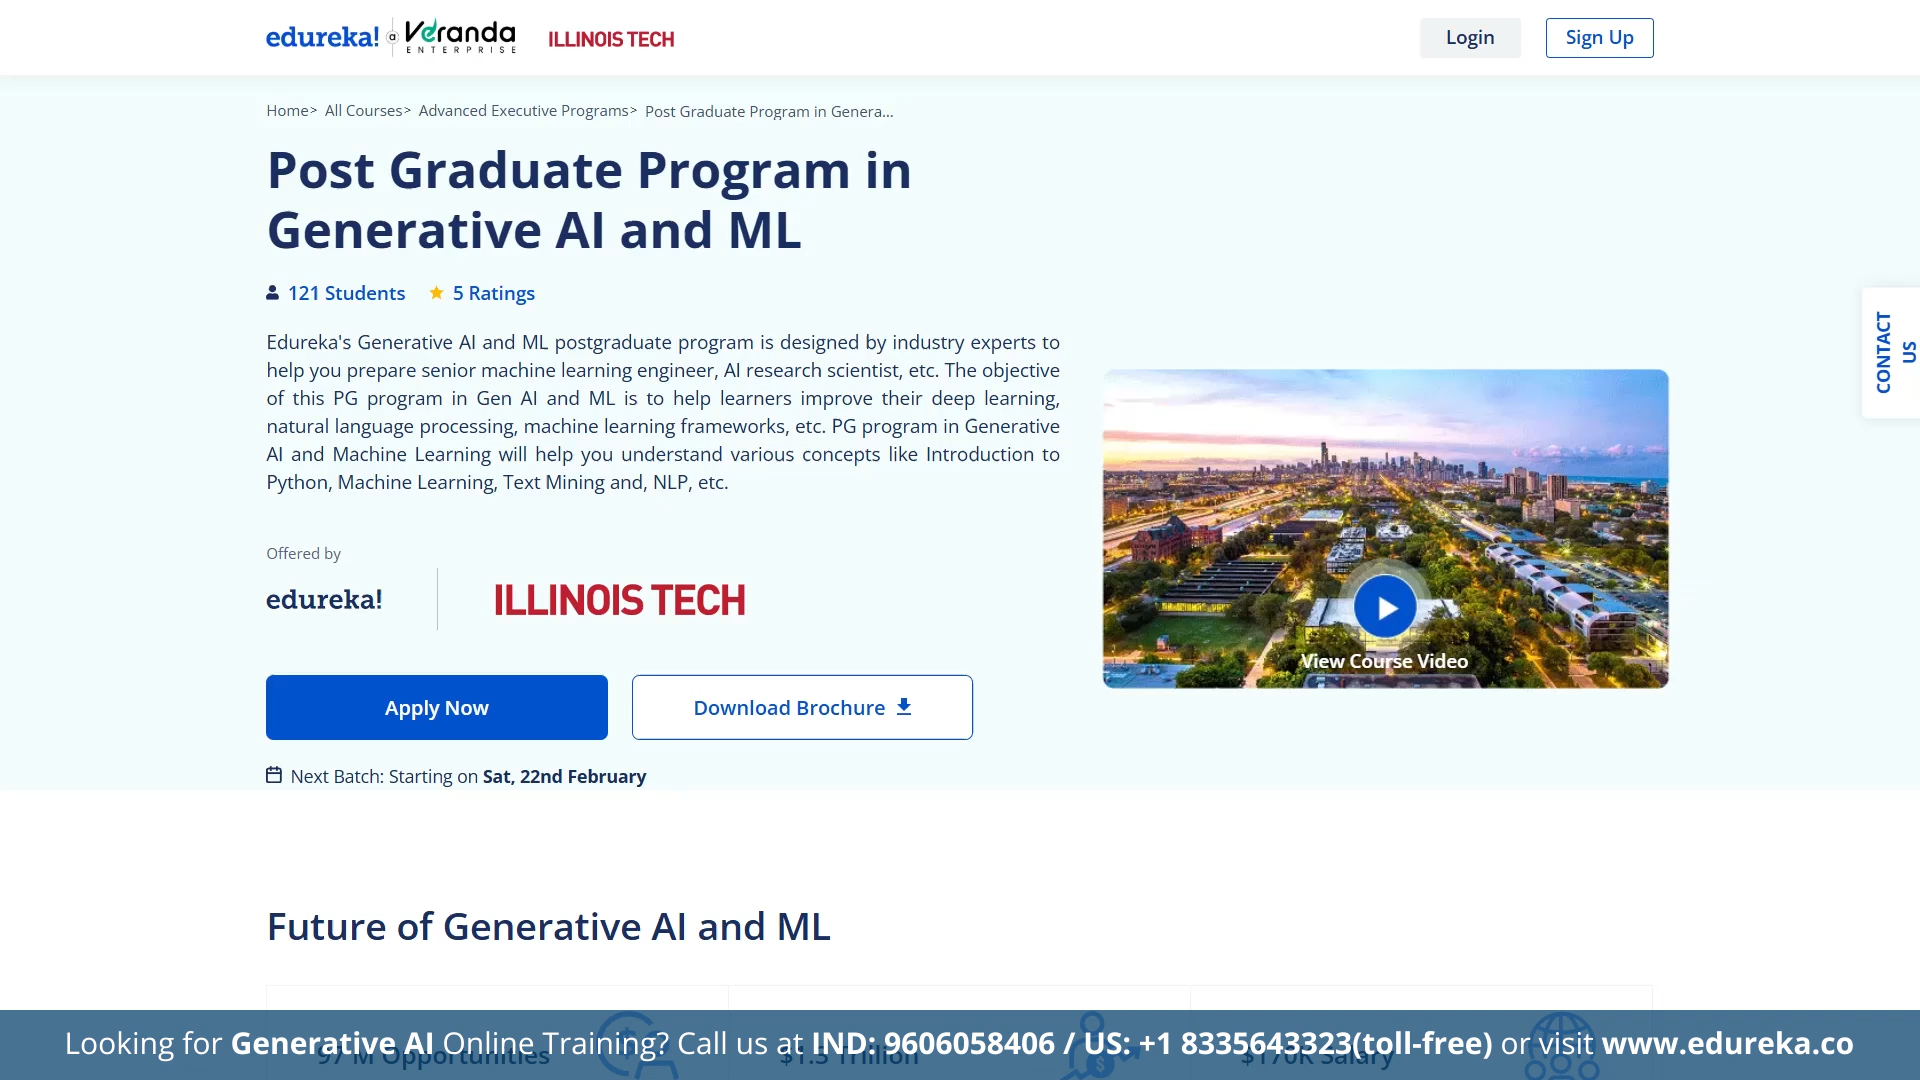 edureka! a Veranda ENTERPRISE ILLINOIS TECH
Login Sign Up
Home> All Courses> Advanced Executive Programs> Post Graduate Program in Genera...
Post Graduate Program in
Generative AI and ML
121 Students 5 Ratings
Edureka's Generative AI and ML postgraduate program is designed by industry experts to
help you prepare senior machine learning engineer, AI research scientist, etc. The objective
of this PG program in Gen AI and ML is to help learners improve their deep learning,
natural language processing, machine learning frameworks, etc. PG program in Generative
AI and Machine Learning will help you understand various concepts like Introduction to
Python, Machine Learning, Text Mining and, NLP, etc.
CONTACT
US
View Course Video
Offered by
edureka! ILLINOIS TECH
Apply Now Download Brochure
Next Batch: Starting on Sat, 22nd February
Future of Generative AI and ML
97 M Opportunities $1.3 Trillion $170K Salary
Looking for Generative AI Online Training? Call us at IND: 9606058406 / US: +1 8335643323(toll-free) or visit www.edureka.co